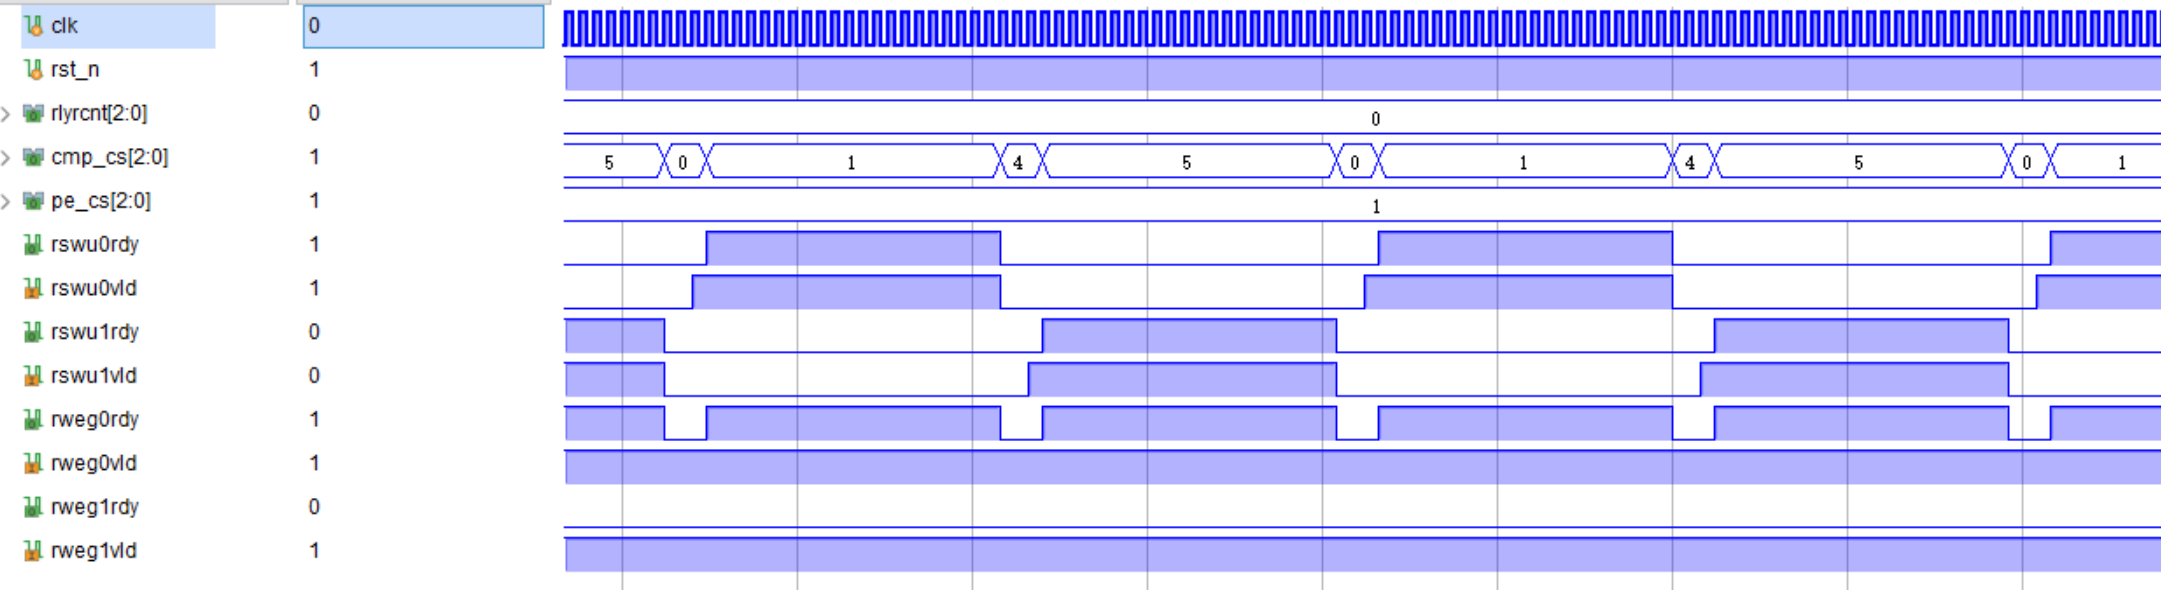 clk 0
rst_n 1
rlyrcnt[2:0] 0 0
cmp_cs[2:0] 1 5 0 1 4 5 0 1 4 5 0 1
pe_cs[2:0] 1 1
rswu0rdy 1
rswu0vld 1
rswu1rdy 0
rswu1vld 0
rweg0rdy 1
rweg0vld 1
rweg1rdy 0
rweg1vld 1